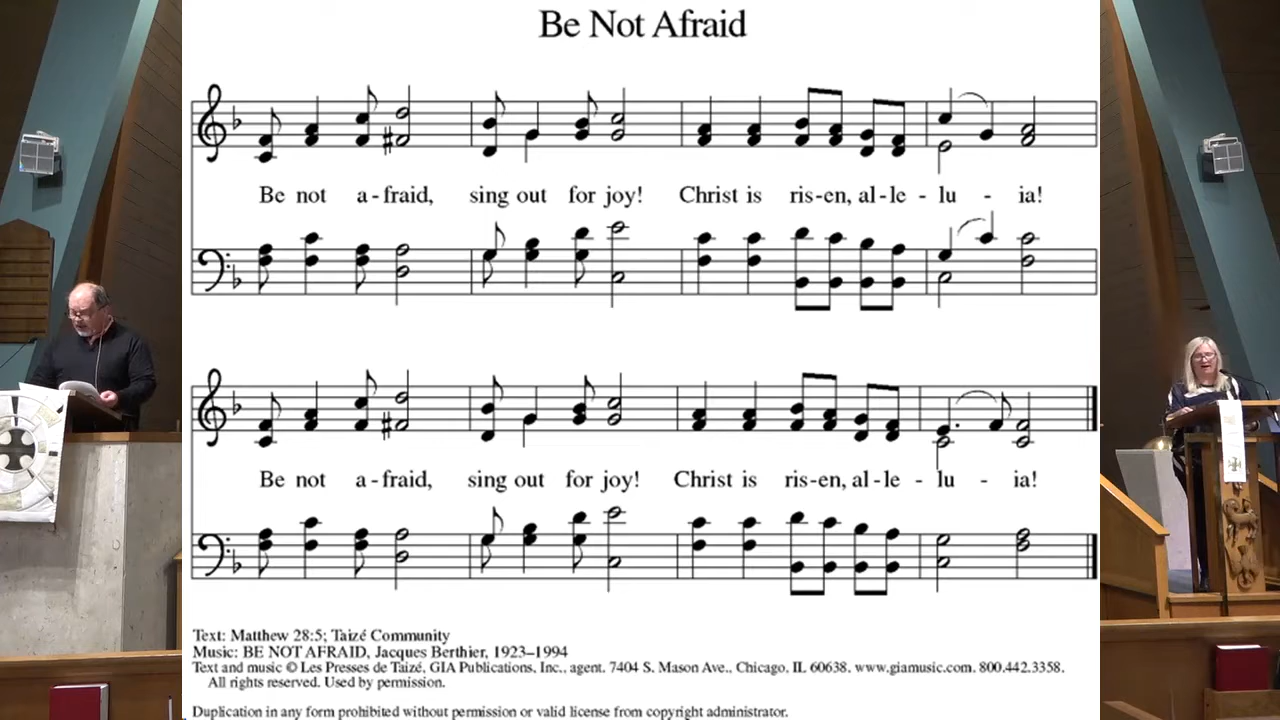 Be Not Afraid
Be not a - fraid, sing out for joy! Christ is ris - en, al - le - lu - ia!
Be not a - fraid, sing out for joy! Christ is ris - en, al - le - lu - ia!
Text: Matthew 28:5; Taizé Community
Music: BE NOT AFRAID, Jacques Berthier, 1923–1994
Text and music © Les Presses de Taizé, GIA Publications, Inc., agent. 7404 S. Mason Ave., Chicago, IL 60638. www.giamusic.com. 800.442.3358.
All rights reserved. Used by permission.
Duplication in any form prohibited without permission or valid license from copyright administrator.